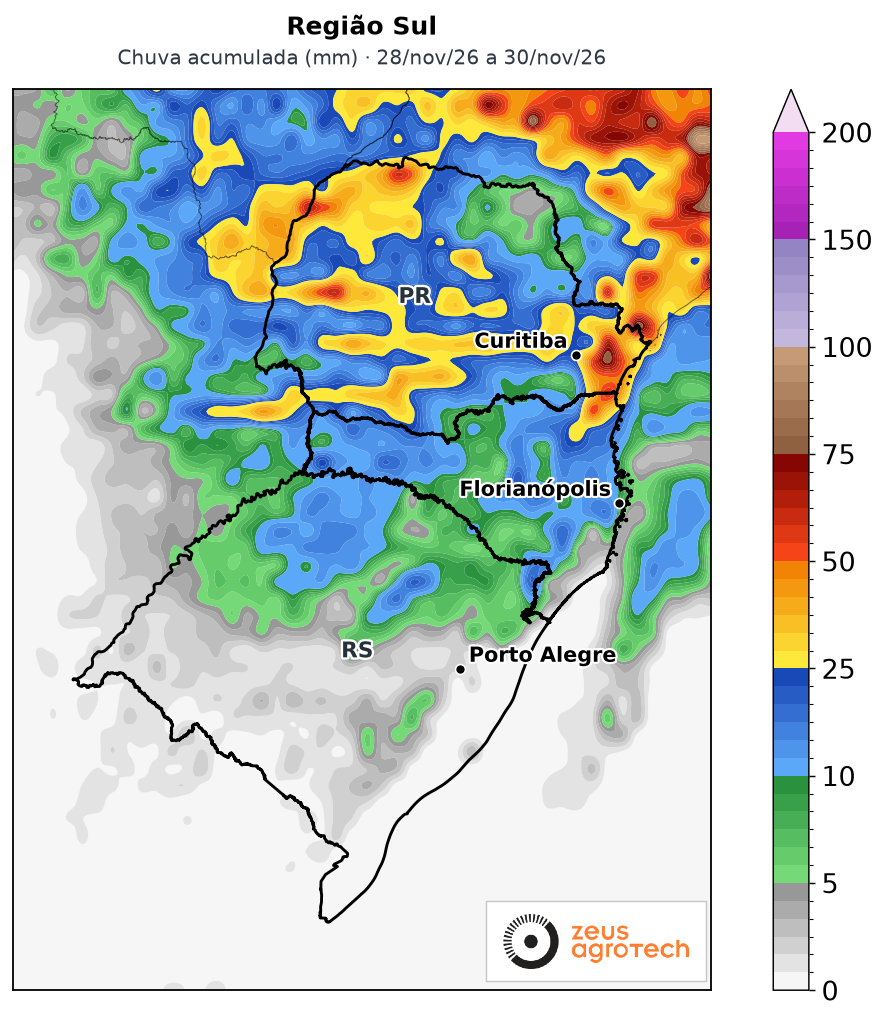 Região Sul
Chuva acumulada (mm) · 28/nov/26 a 30/nov/26
PR
Curitiba
Florianópolis
RS
Porto Alegre
200
150
100
75
50
25
10
5
0
zeus
agrotech